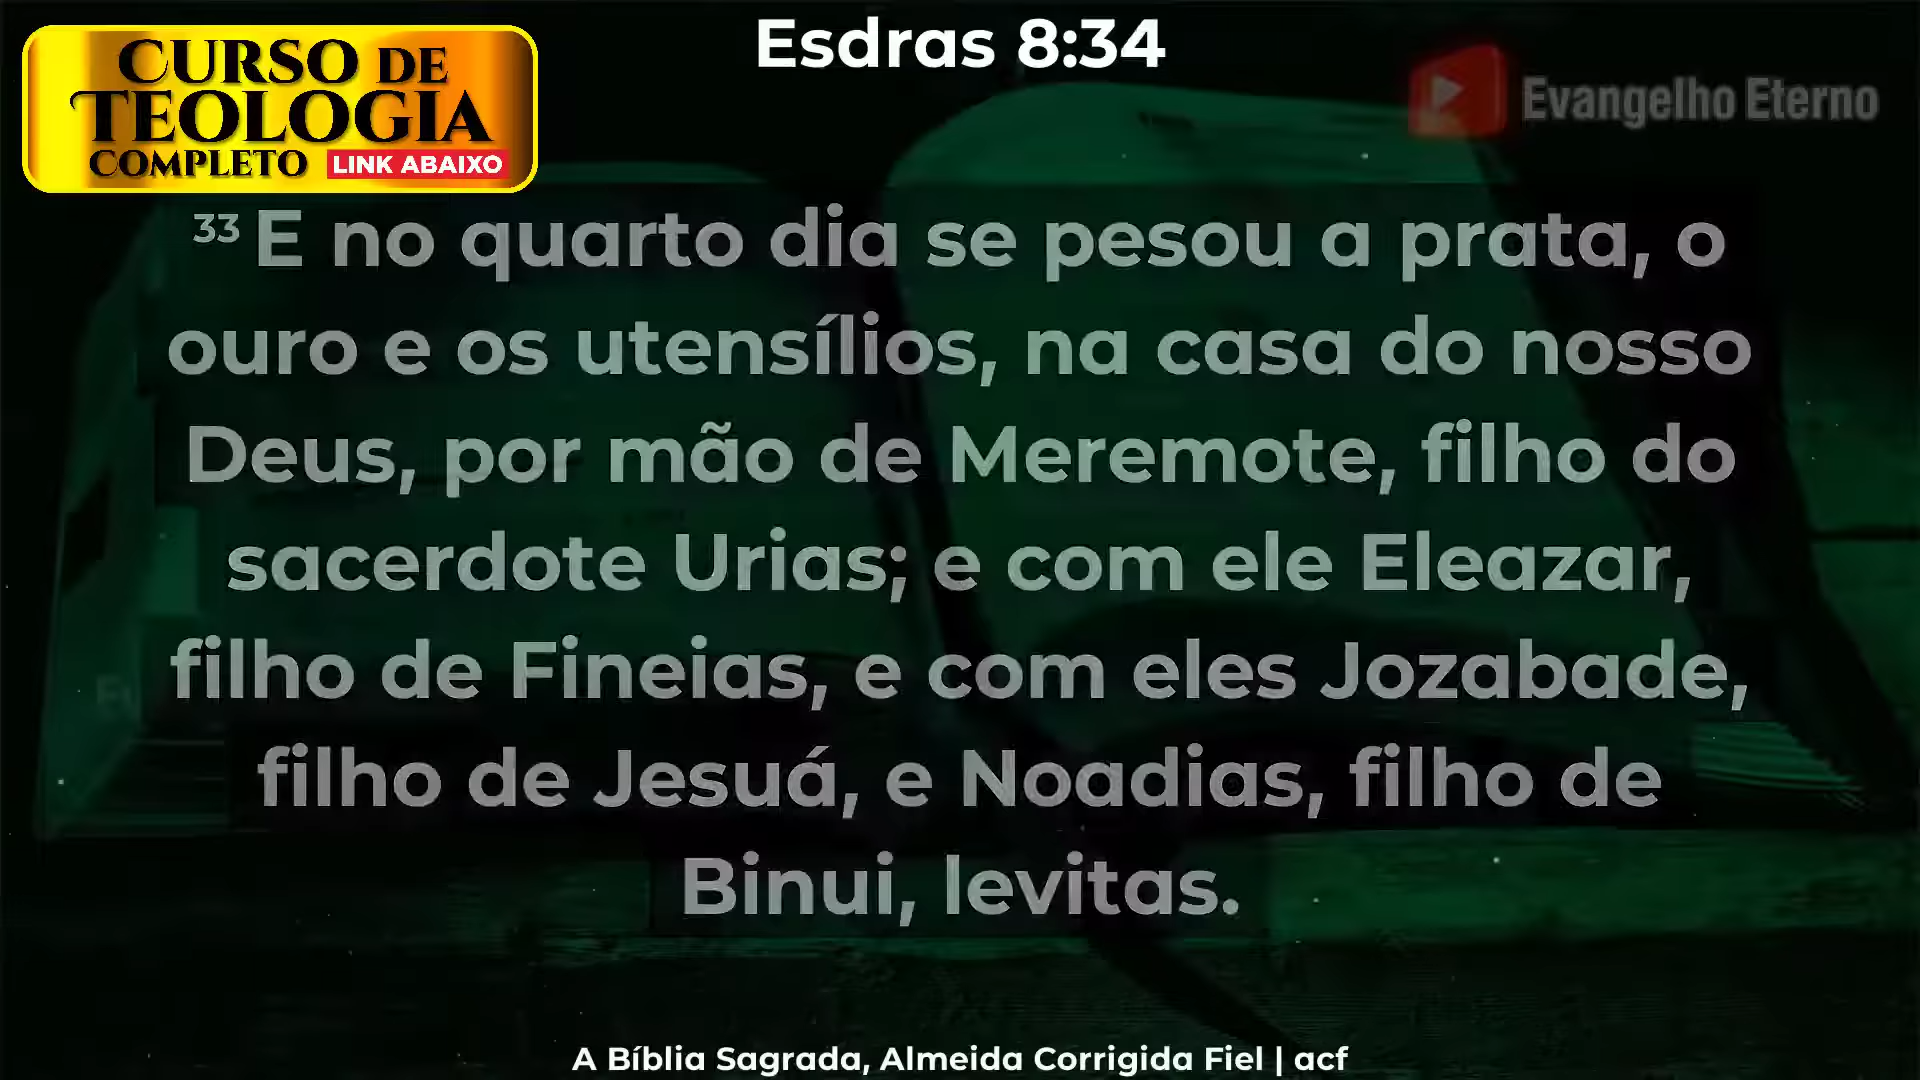 Esdras 8:34
CURSO DE
TEOLOGIA
COMPLETO LINK ABAIXO
Evangelho Eterno
33 E no quarto dia se pesou a prata, o
ouro e os utensílios, na casa do nosso
Deus, por mão de Meremote, filho do
sacerdote Urias; e com ele Eleazar,
filho de Fineias, e com eles Jozabade,
filho de Jesuá, e Noadias, filho de
Binui, levitas.
A Bíblia Sagrada, Almeida Corrigida Fiel | acf